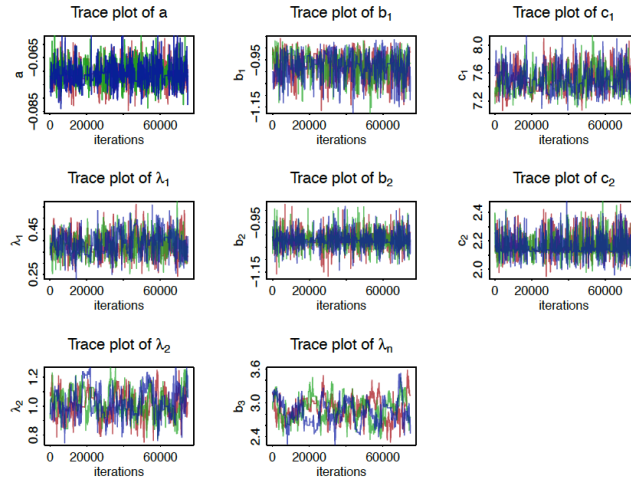 Trace plot of a
a
-0.085
-0.065
0
20000
60000
iterations
Trace plot of b1
b1
-1.15
-0.95
0
20000
60000
iterations
Trace plot of c1
c1
7.2
7.6
8.0
0
20000
60000
iterations
Trace plot of λ1
λ1
0.25
0.45
0
20000
60000
iterations
Trace plot of b2
b2
-1.15
-0.95
0
20000
60000
iterations
Trace plot of c2
c2
2.0
2.2
2.4
0
20000
60000
iterations
Trace plot of λ2
λ2
0.8
1.0
1.2
0
20000
60000
iterations
Trace plot of λn
b3
2.4
3.0
3.6
0
20000
60000
iterations